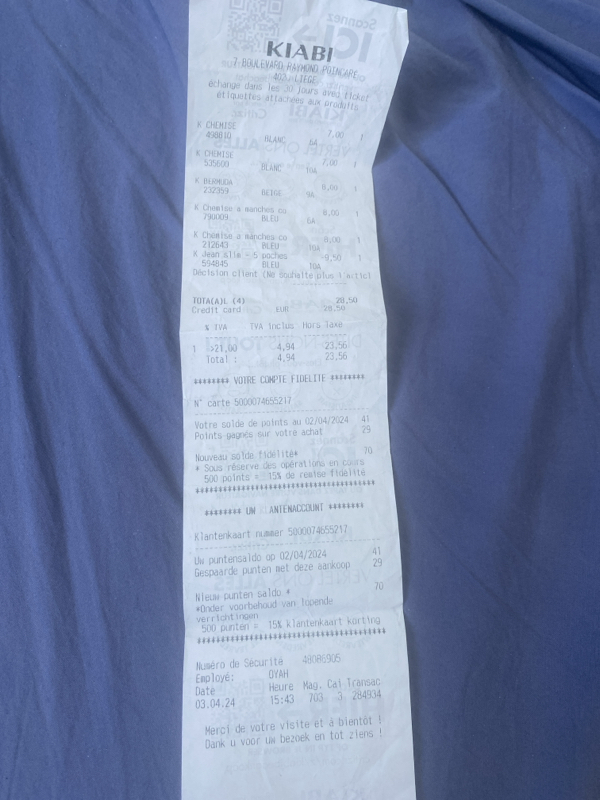 KIABI
7 BOULEVARD RAYMOND POINCARE
4020 LIEGE
échange dans les 30 jours avec ticket
étiquettes attachées aux produits
K CHEMISE 7,00 1
498810 BLANC 6A
K CHEMISE 7,00 1
535600 BLANC 10A
K BERMUDA 8,00 1
232359 BEIGE 9A
K Chemise a manches co 8,00 1
790009 BLEU 6A
K Chemise a manches co 8,00 1
212643 BLEU 10A
K Jean slim - 5 poches -9,50 1
594845 BLEU 10A
Décision client (Ne souhaite plus l'artic)
TOTA(A)L (4) 28,50
Credit card EUR 28,50
% TVA TVA Inclus Hors Taxe
1 >21,00 4,94 23,56
Total : 4,94 23,56
******** VOTRE COMPTE FIDELITE ********
N° carte 5000074655217
Votre solde de points au 02/04/2024 41
Points gagnés sur votre achat 29
Nouveau solde fidélité* 70
* Sous réserve des opérations en cours
500 points = 15% de remise fidélité
******** UW ANTENACCOUNT ********
Klantenkaart nummer 5000074655217
Uw puntensaldo op 02/04/2024 41
Gespaarde punten met deze aankoop 29
Nieuw punten saldo * 70
*Onder voorbehoud van lopende
verrichtingen
500 punten = 15% klantenkaart korting
Numéro de Sécurité 48086905
Employé: OYAH
Date Heure Mag. Cai Transac
03.04.24 15:43 703 3 284934
Merci de votre visite et à bientôt !
Dank u voor uw bezoek en tot ziens !